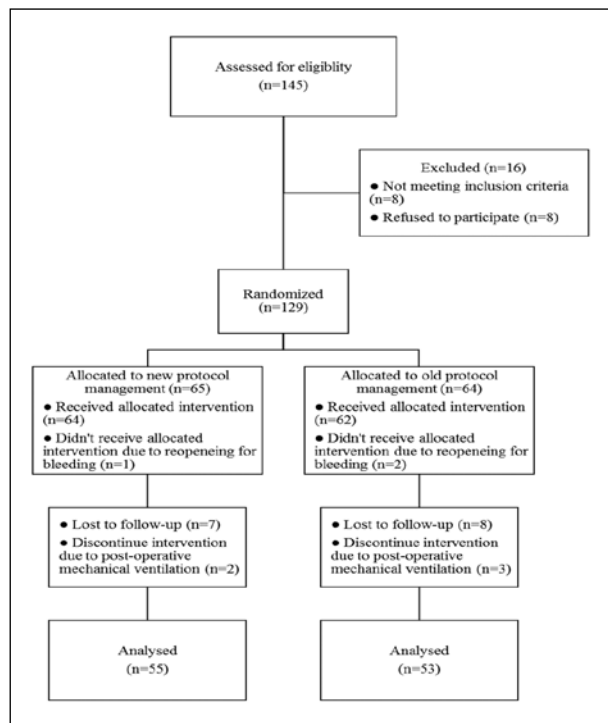 Assessed for eligiblity
(n=145)
Excluded (n=16)
● Not meeting inclusion criteria
(n=8)
● Refused to participate (n=8)
Randomized
(n=129)
Allocated to new protocol
management (n=65)
● Received allocated intervention
(n=64)
● Didn't receive allocated
intervention due to reopeneing for
bleeding (n=1)
Allocated to old protocol
management (n=64)
● Received allocated intervention
(n=62)
● Didn't receive allocated
intervention due to reopeneing for
bleeding (n=2)
● Lost to follow-up (n=7)
● Discontinue intervention
due to post-operative
mechanical ventilation (n=2)
● Lost to follow-up (n=8)
● Discontinue intervention
due to post-operative
mechanical ventilation (n=3)
Analysed
(n=55)
Analysed
(n=53)